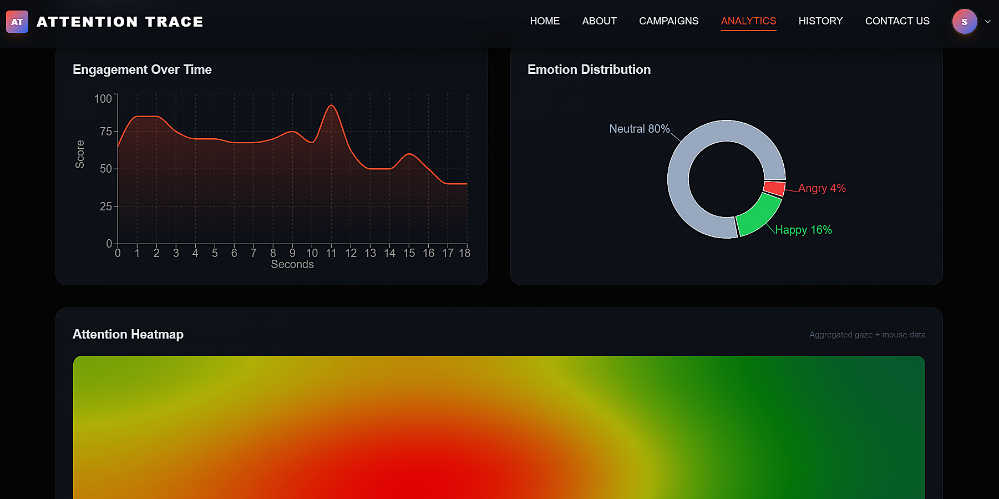 AT ATTENTION TRACE HOME ABOUT CAMPAIGNS ANALYTICS HISTORY CONTACT US S
Engagement Over Time
100
75
50
25
0
Score
0 1 2 3 4 5 6 7 8 9 10 11 12 13 14 15 16 17 18
Seconds
Emotion Distribution
Neutral 80%
Angry 4%
Happy 16%
Attention Heatmap
Aggregated gaze + mouse data